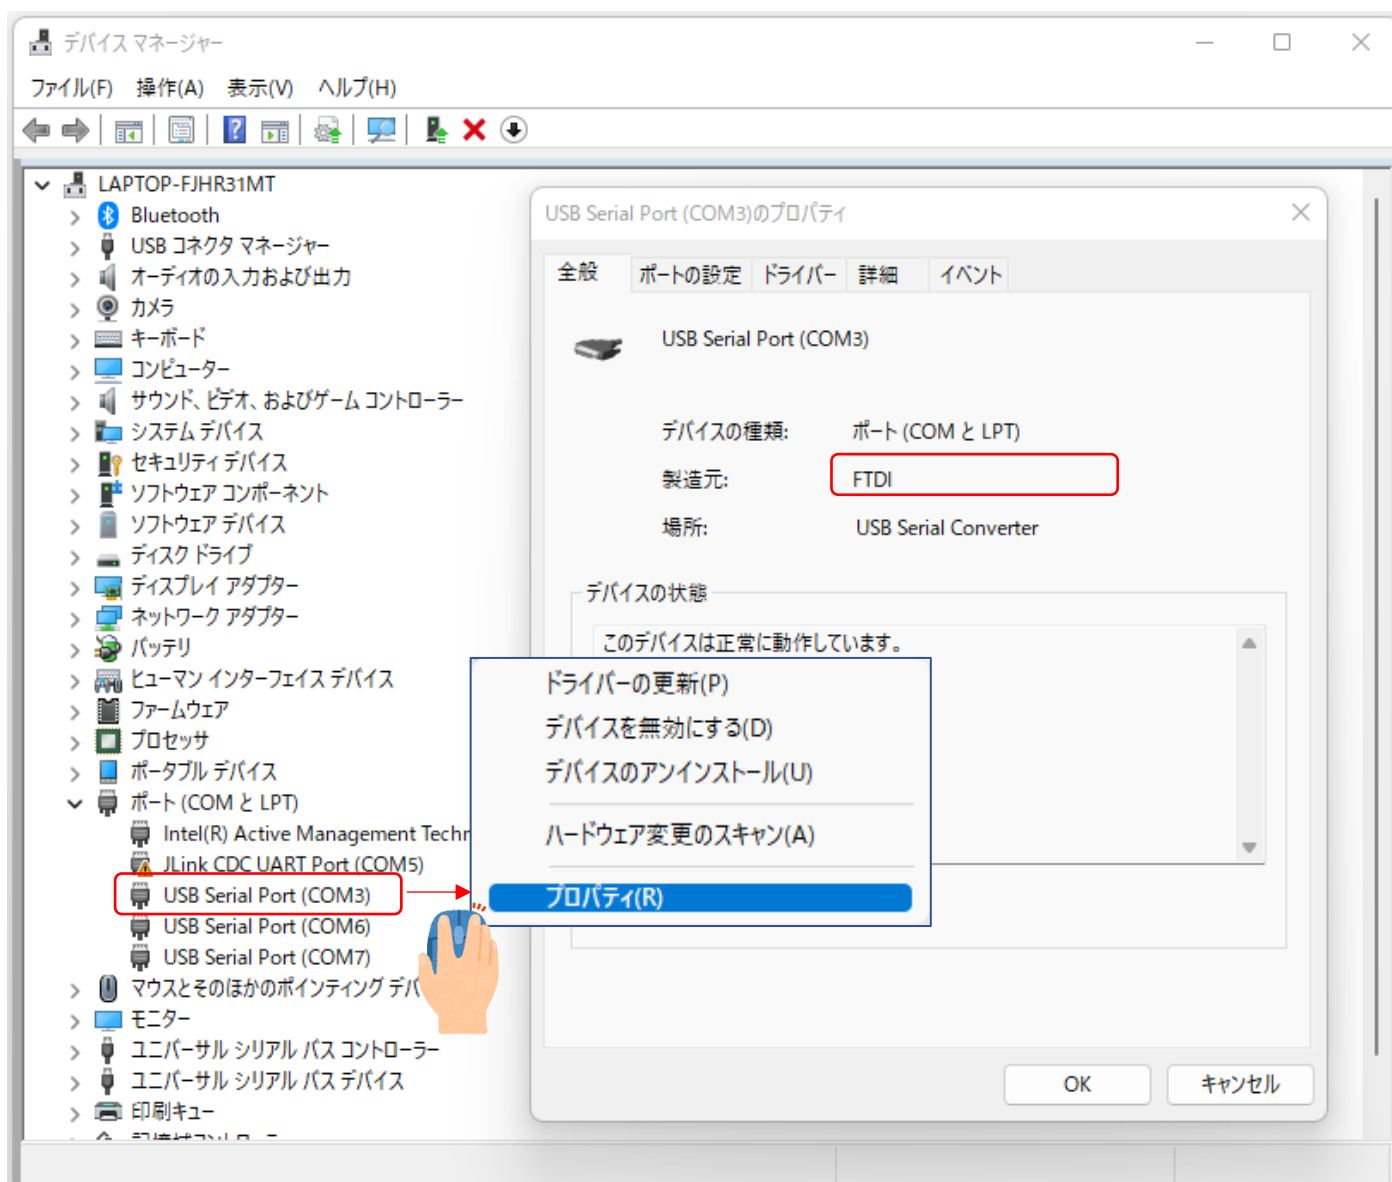 デバイス マネージャー
ファイル(F) 操作(A) 表示(V) ヘルプ(H)
LAPTOP-FJHR31MT
Bluetooth
USB コネクタ マネージャー
オーディオの入力および出力
カメラ
キーボード
コンピューター
サウンド、ビデオ、およびゲーム コントローラー
システム デバイス
セキュリティ デバイス
ソフトウェア コンポーネント
ソフトウェア デバイス
ディスク ドライブ
ディスプレイ アダプター
ネットワーク アダプター
バッテリ
ヒューマン インターフェイス デバイス
ファームウェア
プロセッサ
ポータブル デバイス
ポート (COM と LPT)
Intel(R) Active Management Techr
JLink CDC UART Port (COM5)
USB Serial Port (COM3)
USB Serial Port (COM6)
USB Serial Port (COM7)
マウスとそのほかのポインティング デバ
モニター
ユニバーサル シリアル バス コントローラー
ユニバーサル シリアル バス デバイス
印刷キュー
USB Serial Port (COM3)のプロパティ
全般 ポートの設定 ドライバー 詳細 イベント
USB Serial Port (COM3)
デバイスの種類: ポート (COM と LPT)
製造元: FTDI
場所: USB Serial Converter
デバイスの状態
このデバイスは正常に動作しています。
ドライバーの更新(P)
デバイスを無効にする(D)
デバイスのアンインストール(U)
ハードウェア変更のスキャン(A)
プロパティ(R)
OK キャンセル